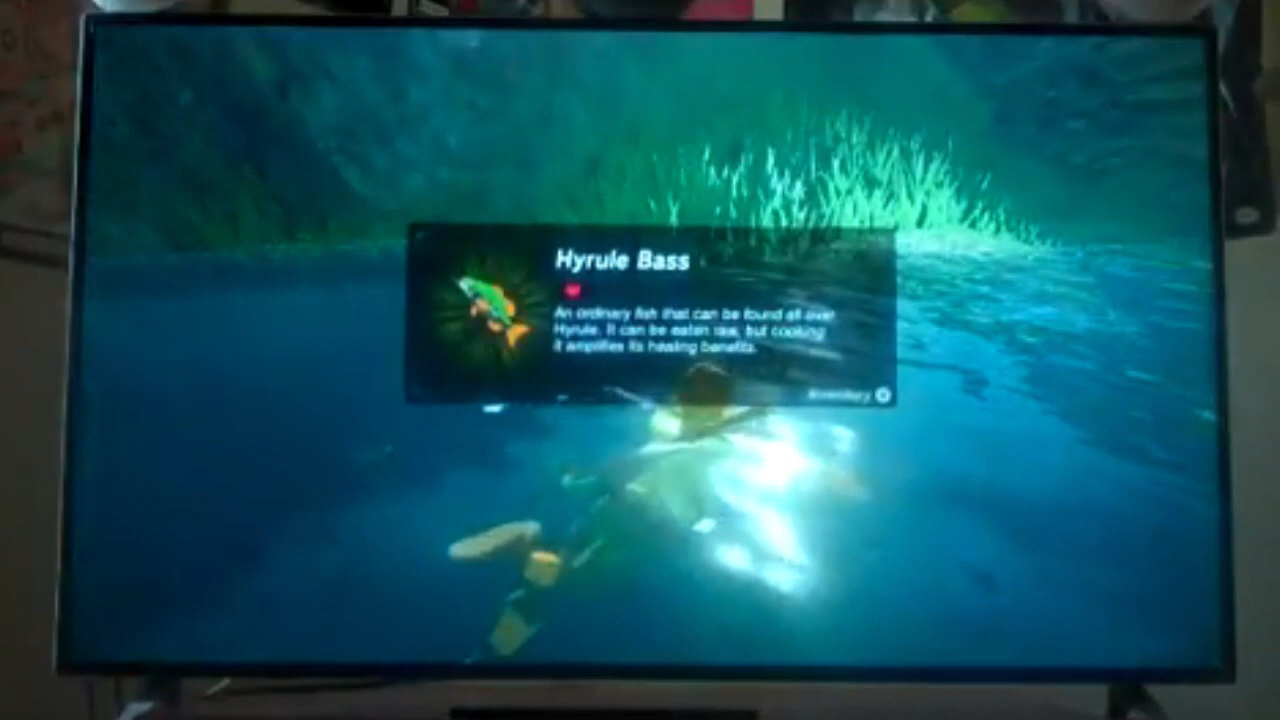 Hyrule Bass
An ordinary fish that can be found all over
Hyrule. It can be eaten raw, but cooking
it amplifies its healing benefits.
Inventory